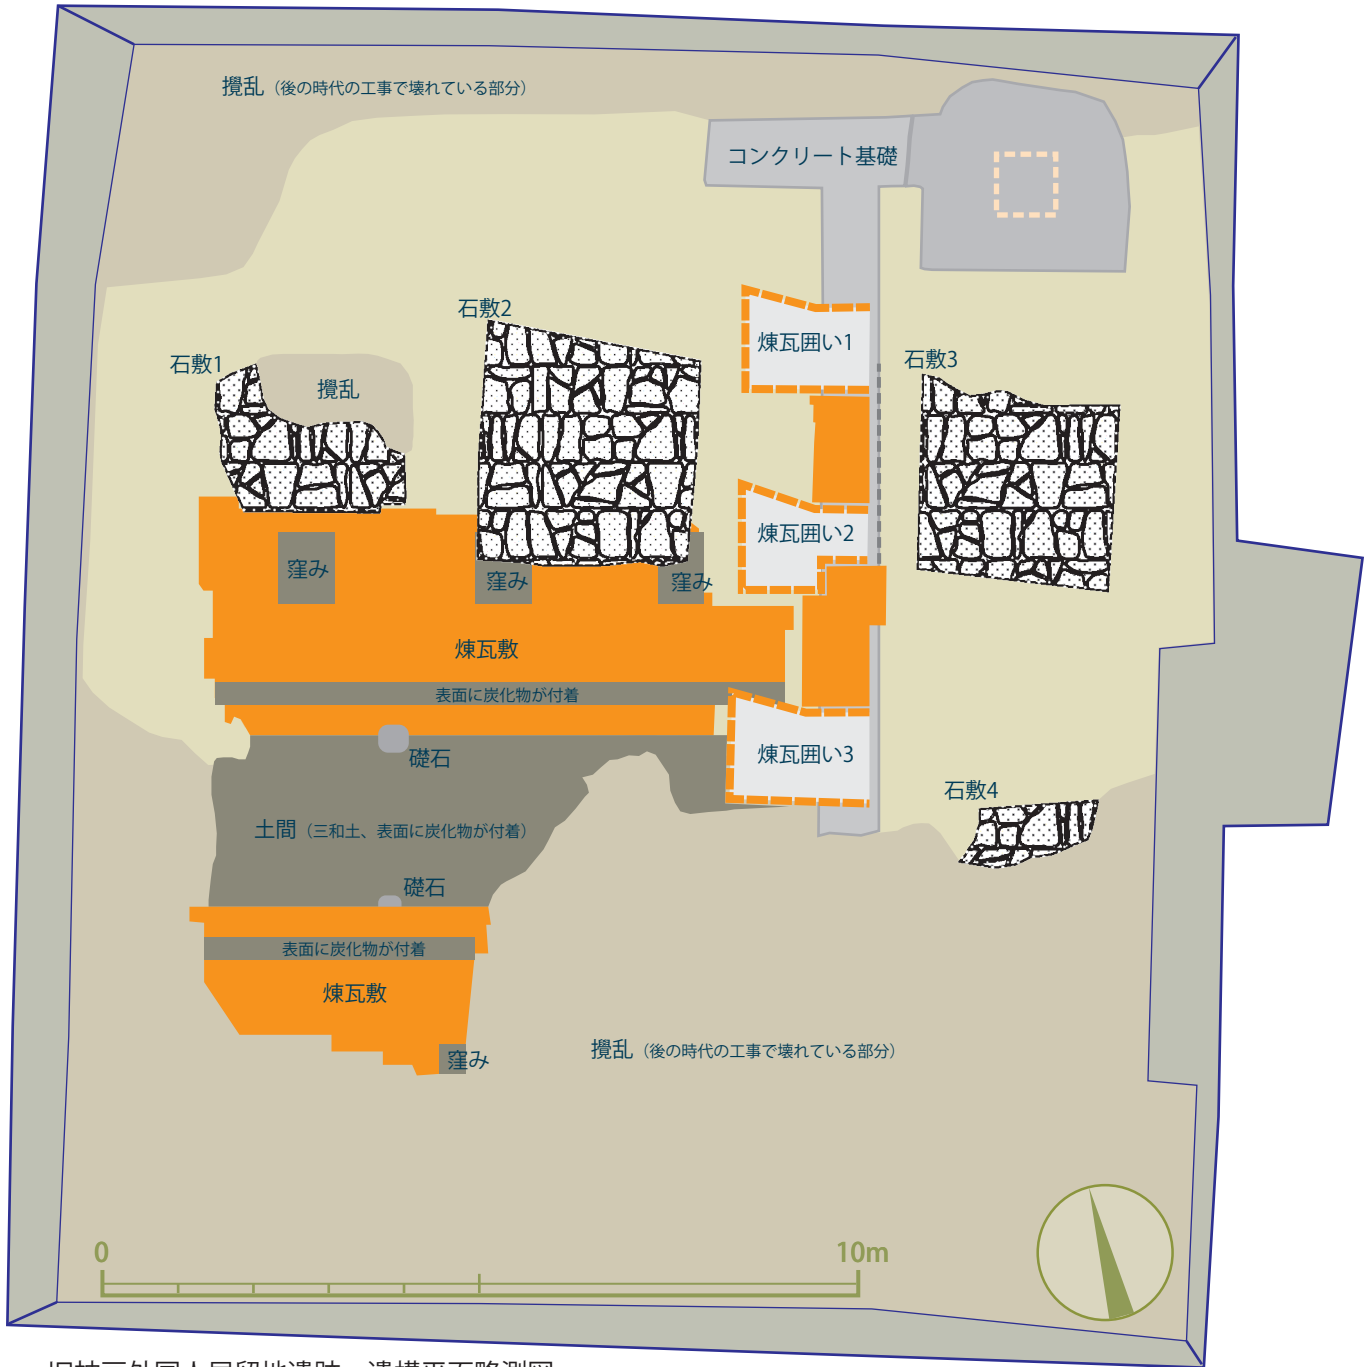 攪乱（後の時代の工事で壊れている部分）
コンクリート基礎
石敷2
煉瓦囲い1
石敷1
石敷3
攪乱
煉瓦囲い2
窪み
窪み
窪み
煉瓦敷
表面に炭化物が付着
礎石
煉瓦囲い3
石敷4
土間（三和土、表面に炭化物が付着）
礎石
表面に炭化物が付着
煉瓦敷
攪乱（後の時代の工事で壊れている部分）
窪み
0 10m